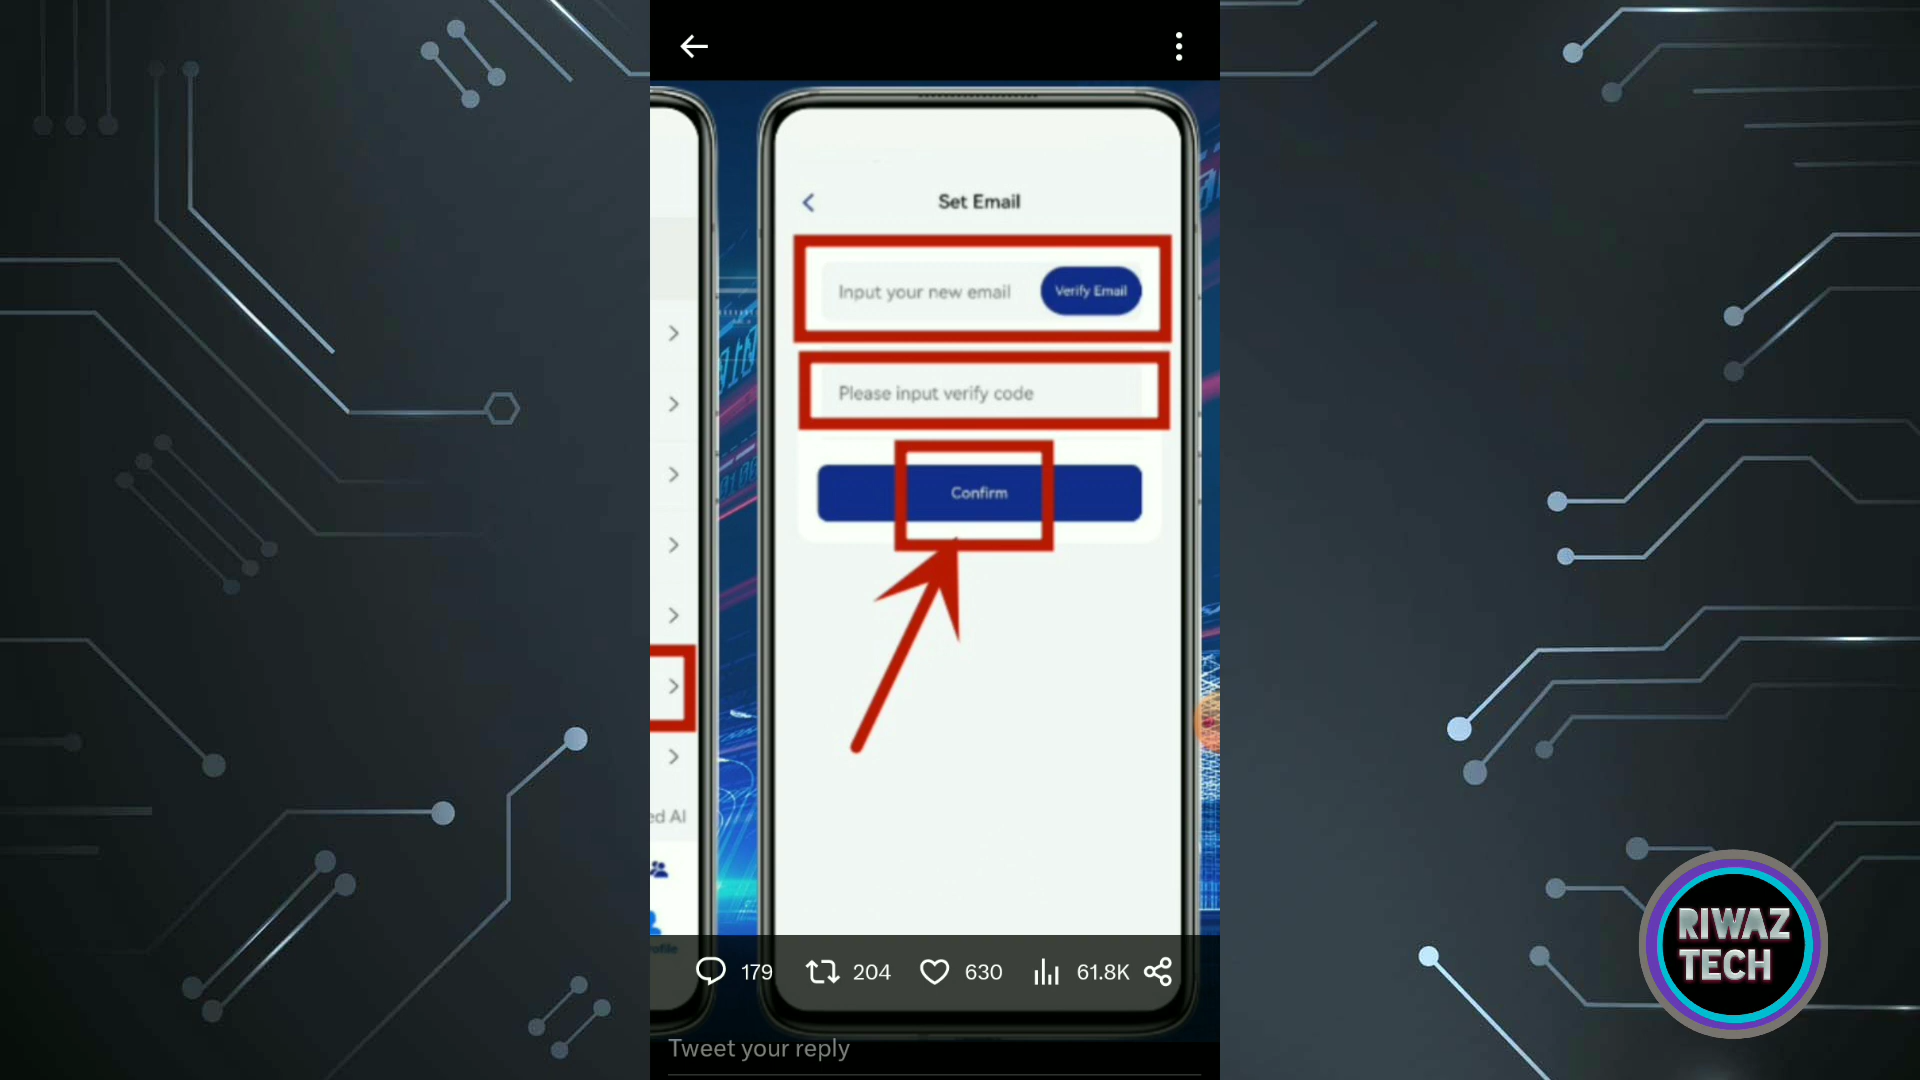 Set Email
Input your new email
Verify Email
Please input verify code
Confirm
ed AI
ofile
179
204
630
61.8K
Tweet your reply
RIWAZ
TECH